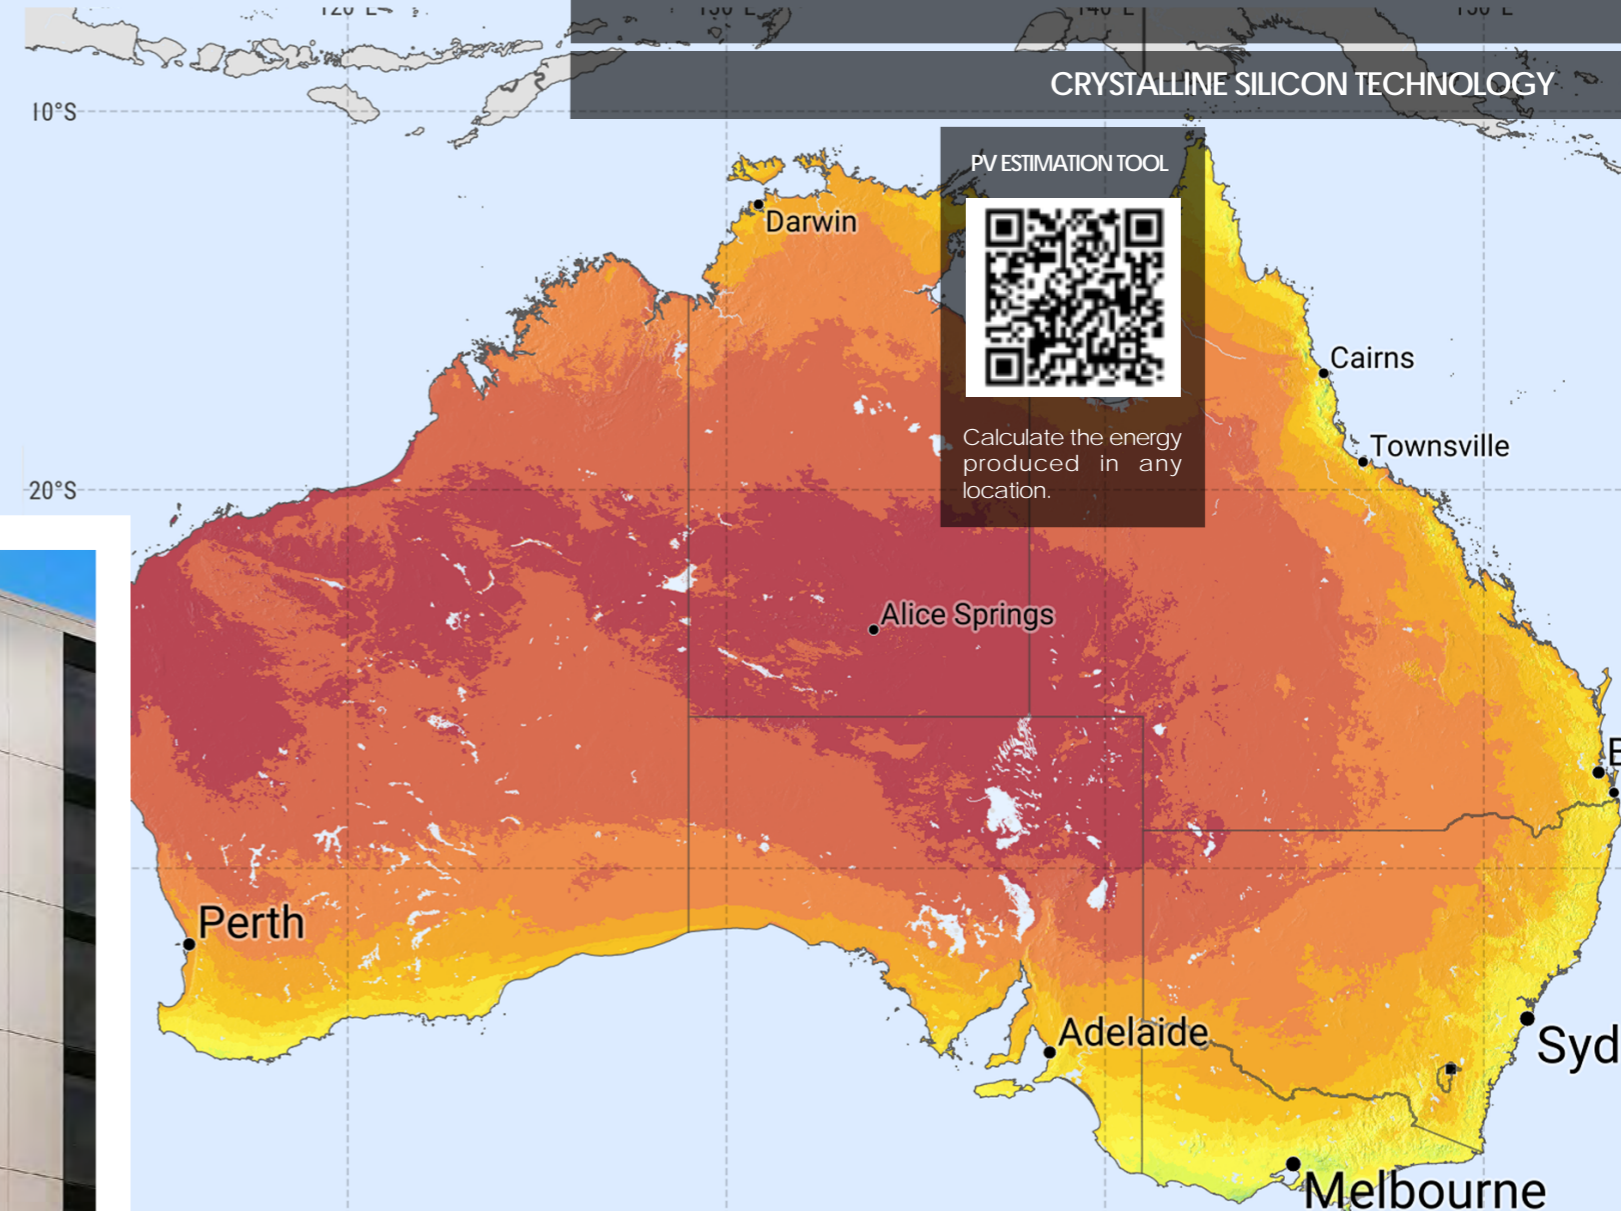 CRYSTALLINE SILICON TECHNOLOGY
10°S
PV ESTIMATION TOOL
Darwin
Cairns
Calculate the energy
produced in any
location.
Townsville
20°S
Alice Springs
Perth
Adelaide
Syd
Melbourne